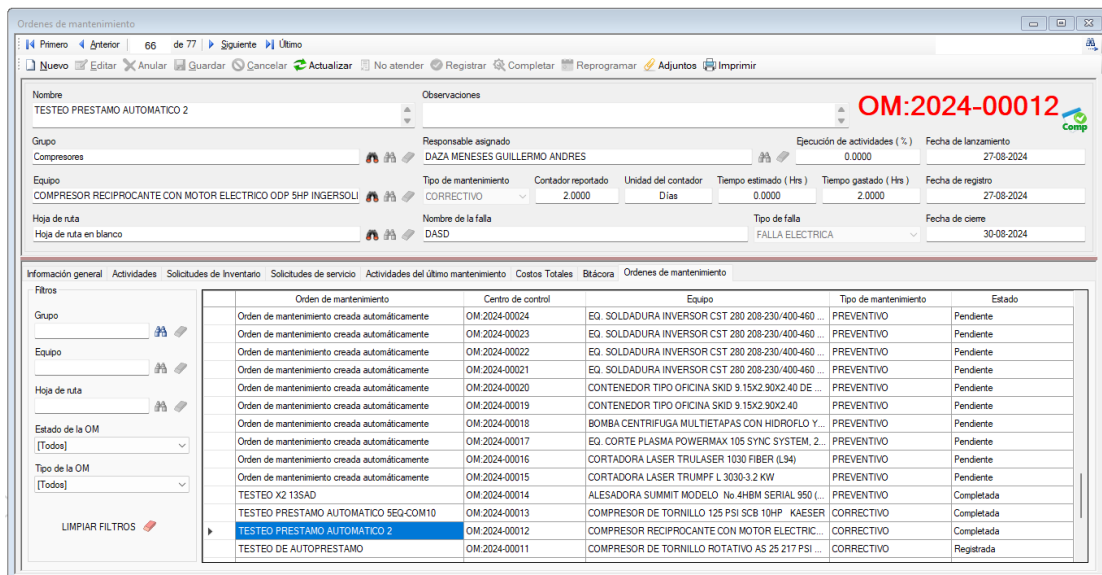 Ordenes de mantenimiento
Primero Anterior 66 de 77 Siguiente Último
Nuevo Editar Anular Guardar Cancelar Actualizar No atender Registrar Completar Reprogramar Adjuntos Imprimir
Nombre Observaciones
TESTEO PRESTAMO AUTOMATICO 2
OM:2024-00012
Comp
Grupo Responsable asignado Ejecución de actividades ( % ) Fecha de lanzamiento
Compresores DAZA MENESES GUILLERMO ANDRES 0.0000 27-08-2024
Equipo Tipo de mantenimiento Contador reportado Unidad del contador Tiempo estimado ( Hrs ) Tiempo gastado ( Hrs ) Fecha de registro
COMPRESOR RECIPROCANTE CON MOTOR ELECTRICO ODP 5HP INGERSOLI CORRECTIVO 2.0000 Días 0.0000 2.0000 27-08-2024
Hoja de ruta Nombre de la falla Tipo de falla Fecha de cierre
Hoja de ruta en blanco DASD FALLA ELECTRICA 30-08-2024
Información general Actividades Solicitudes de Inventario Solicitudes de servicio Actividades del último mantenimiento Costos Totales Bitácora Ordenes de mantenimiento
Filtros
Grupo
Equipo
Hoja de ruta
Estado de la OM
[Todos]
Tipo de la OM
[Todos]
LIMPIAR FILTROS
Orden de mantenimiento Centro de control Equipo Tipo de mantenimiento Estado
Orden de mantenimiento creada automáticamente OM:2024-00024 EQ. SOLDADURA INVERSOR CST 280 208-230/400-460 ... PREVENTIVO Pendiente
Orden de mantenimiento creada automáticamente OM:2024-00023 EQ. SOLDADURA INVERSOR CST 280 208-230/400-460 ... PREVENTIVO Pendiente
Orden de mantenimiento creada automáticamente OM:2024-00022 EQ. SOLDADURA INVERSOR CST 280 208-230/400-460 ... PREVENTIVO Pendiente
Orden de mantenimiento creada automáticamente OM:2024-00021 EQ. SOLDADURA INVERSOR CST 280 208-230/400-460 ... PREVENTIVO Pendiente
Orden de mantenimiento creada automáticamente OM:2024-00020 CONTENEDOR TIPO OFICINA SKID 9.15X2.90X2.40 DE ... PREVENTIVO Pendiente
Orden de mantenimiento creada automáticamente OM:2024-00019 CONTENEDOR TIPO OFICINA SKID 9.15X2.90X2.40 PREVENTIVO Pendiente
Orden de mantenimiento creada automáticamente OM:2024-00018 BOMBA CENTRIFUGA MULTIETAPAS CON HIDROFLO Y... PREVENTIVO Pendiente
Orden de mantenimiento creada automáticamente OM:2024-00017 EQ. CORTE PLASMA POWERMAX 105 SYNC SYSTEM, 2... PREVENTIVO Pendiente
Orden de mantenimiento creada automáticamente OM:2024-00016 CORTADORA LASER TRULASER 1030 FIBER (L94) PREVENTIVO Pendiente
Orden de mantenimiento creada automáticamente OM:2024-00015 CORTADORA LASER TRUMPF L 3030-3.2 KW PREVENTIVO Pendiente
TESTEO X2 13SAD OM:2024-00014 ALESADORA SUMMIT MODELO No.4HBM SERIAL 950 (... PREVENTIVO Completada
TESTEO PRESTAMO AUTOMATICO 5EQ-COM10 OM:2024-00013 COMPRESOR DE TORNILLO 125 PSI SCB 10HP KAESER CORRECTIVO Completada
TESTEO PRESTAMO AUTOMATICO 2 OM:2024-00012 COMPRESOR RECIPROCANTE CON MOTOR ELECTRIC... CORRECTIVO Completada
TESTEO DE AUTOPRESTAMO OM:2024-00011 COMPRESOR DE TORNILLO ROTATIVO AS 25 217 PSI ... CORRECTIVO Registrada